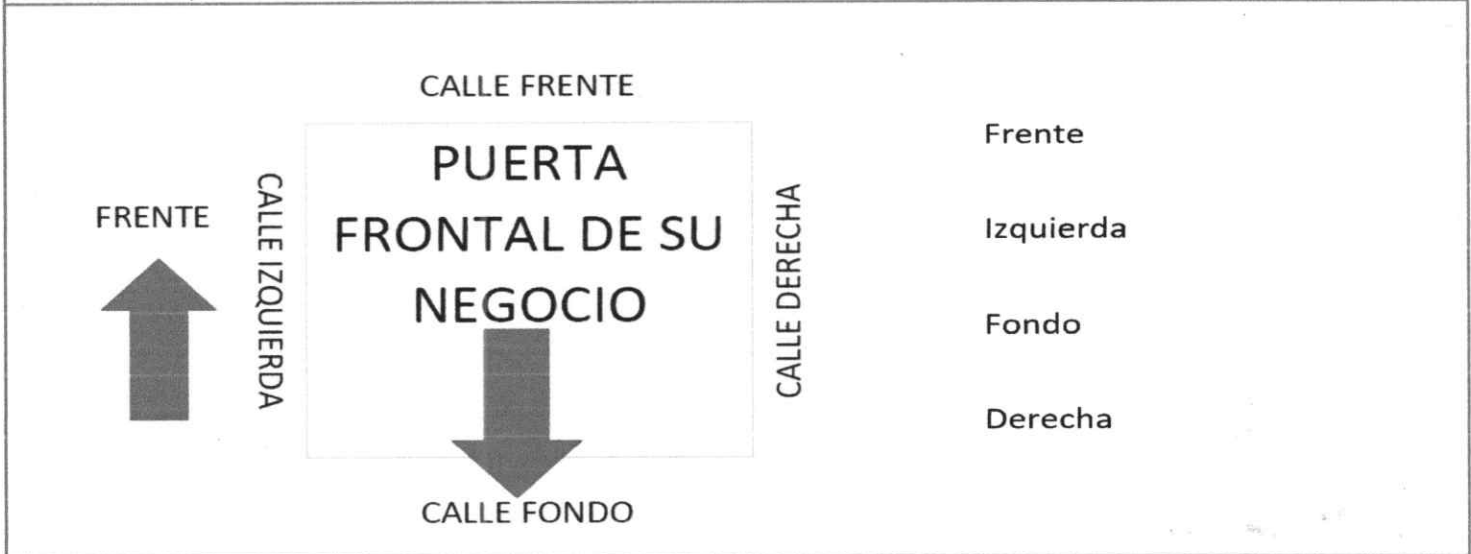 CALLE FRENTE
FRENTE
CALLE IZQUIERDA
PUERTA
FRONTAL DE SU
NEGOCIO
CALLE DERECHA
CALLE FONDO
Frente
Izquierda
Fondo
Derecha